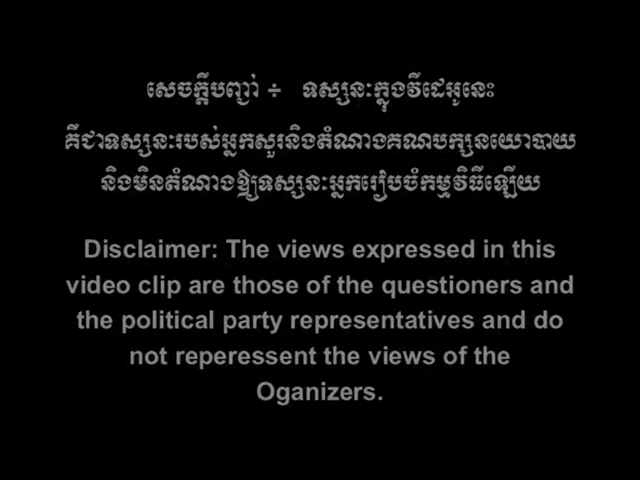 សេចក្តីបញ្ជាំ ÷ ទស្សនៈក្នុងវីដេអូនេះ
គឺជាទស្សនៈរបស់អ្នកសួរនិងតំណាងគណបក្សនយោបាយ
និងមិនតំណាងឱ្យទស្សនៈអ្នករៀបចំកម្មវិធីឡើយ
Disclaimer: The views expressed in this
video clip are those of the questioners and
the political party representatives and do
not reperessent the views of the
Oganizers.